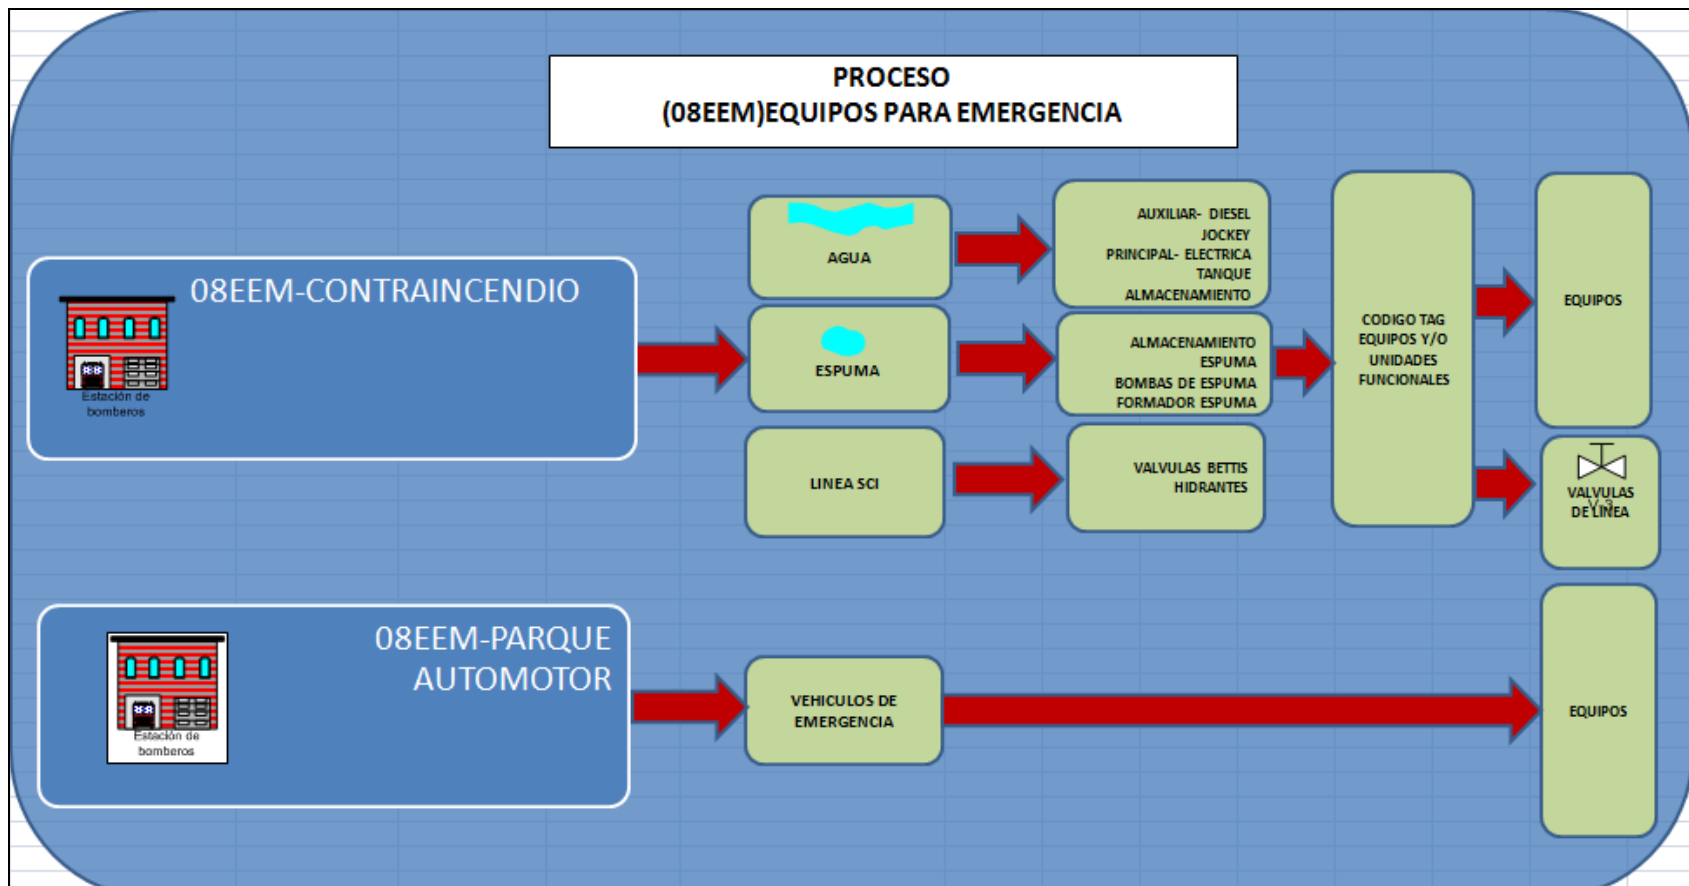 PROCESO
(08EEM)EQUIPOS PARA EMERGENCIA
08EEM-CONTRAINCENDIO
Estación de
bomberos
AGUA
AUXILIAR- DIESEL
JOCKEY
PRINCIPAL- ELECTRICA
TANQUE
ALMACENAMIENTO
ESPUMA
ALMACENAMIENTO
ESPUMA
BOMBAS DE ESPUMA
FORMADOR ESPUMA
LINEA SCI
VALVULAS BETTIS
HIDRANTES
CODIGO TAG
EQUIPOS Y/O
UNIDADES
FUNCIONALES
EQUIPOS
VALVULAS
V-3
DE LINEA
08EEM-PARQUE
AUTOMOTOR
Estación de
bomberos
VEHICULOS DE
EMERGENCIA
EQUIPOS